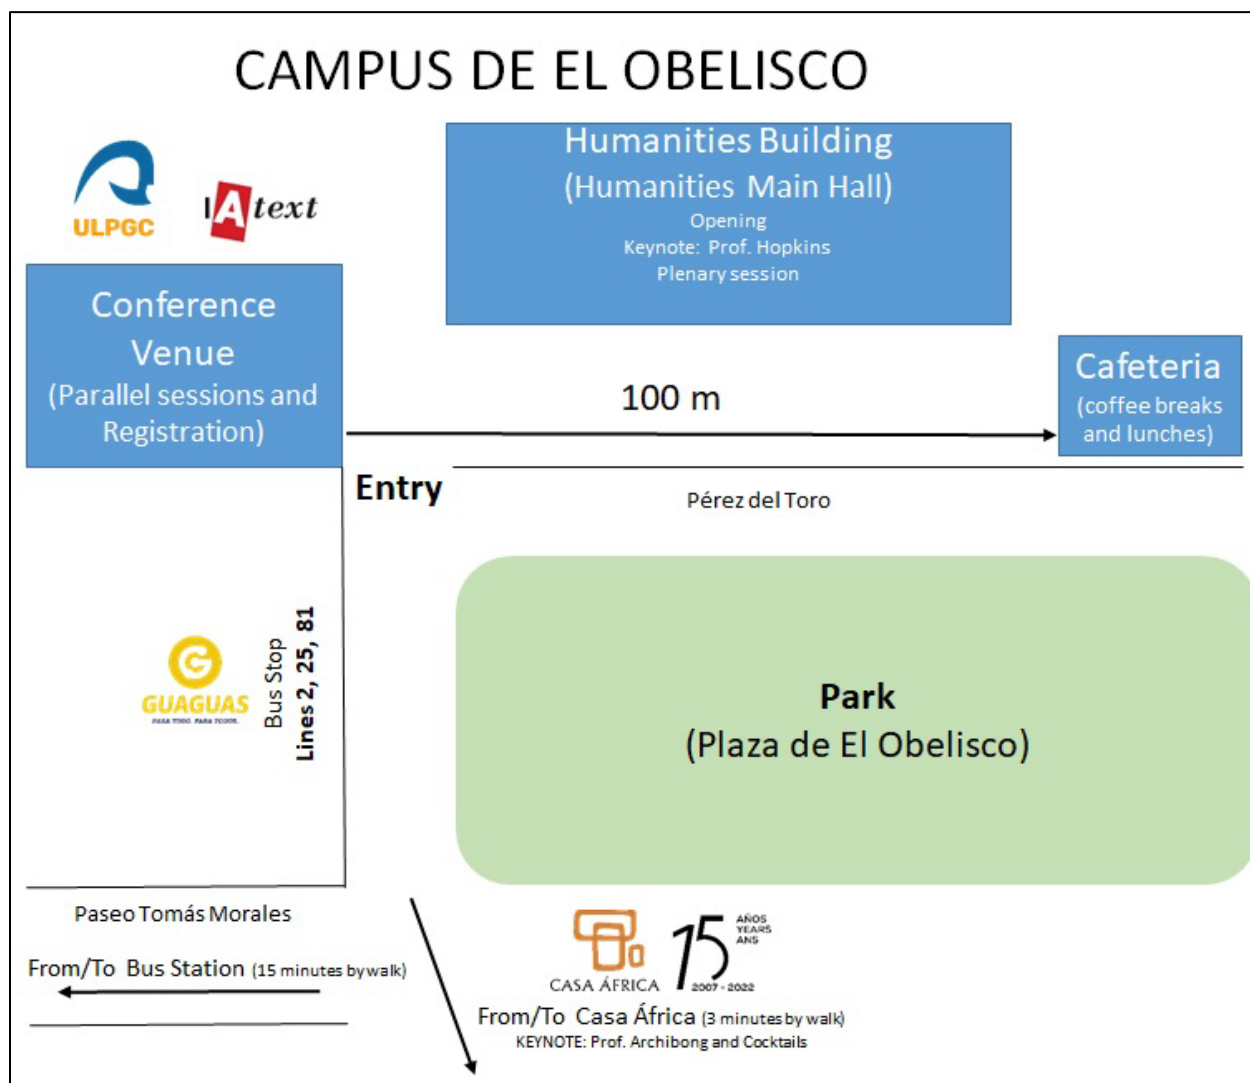 CAMPUS DE EL OBELISCO
ULPGC
IAtext
Humanities Building
(Humanities Main Hall)
Opening
Keynote: Prof. Hopkins
Plenary session
Conference
Venue
(Parallel sessions and
Registration)
100 m
Cafeteria
(coffee breaks
and lunches)
Entry
Pérez del Toro
GUAGUAS
PARA TODO. PARA TODOS.
Bus Stop
Lines 2, 25, 81
Park
(Plaza de El Obelisco)
Paseo Tomás Morales
From/To Bus Station (15 minutes by walk)
CASA ÁFRICA
15
AÑOS
YEARS
ANS
2007 - 2022
From/To Casa África (3 minutes by walk)
KEYNOTE: Prof. Archibong and Cocktails